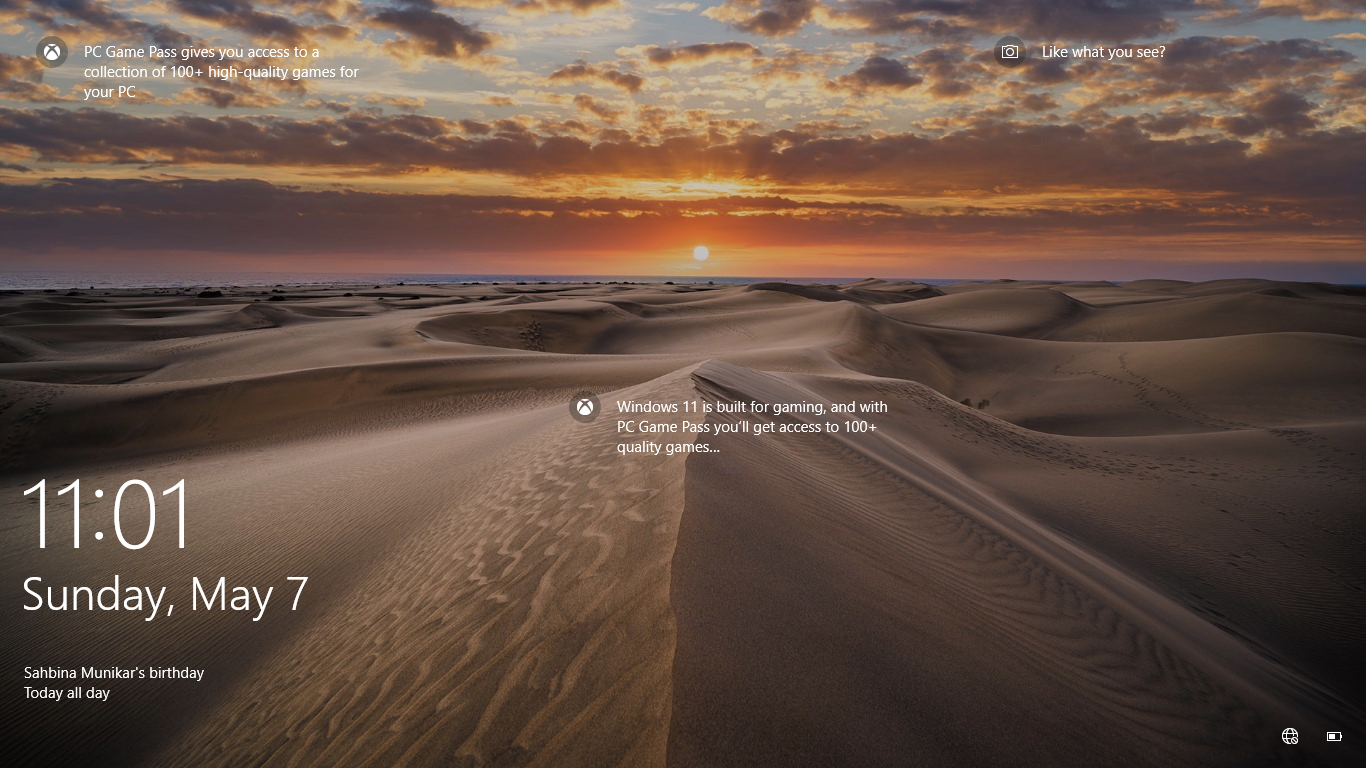 PC Game Pass gives you access to a
collection of 100+ high-quality games for
your PC
Like what you see?
Windows 11 is built for gaming, and with
PC Game Pass you'll get access to 100+
quality games...
11:01
Sunday, May 7
Sahbina Munikar's birthday
Today all day